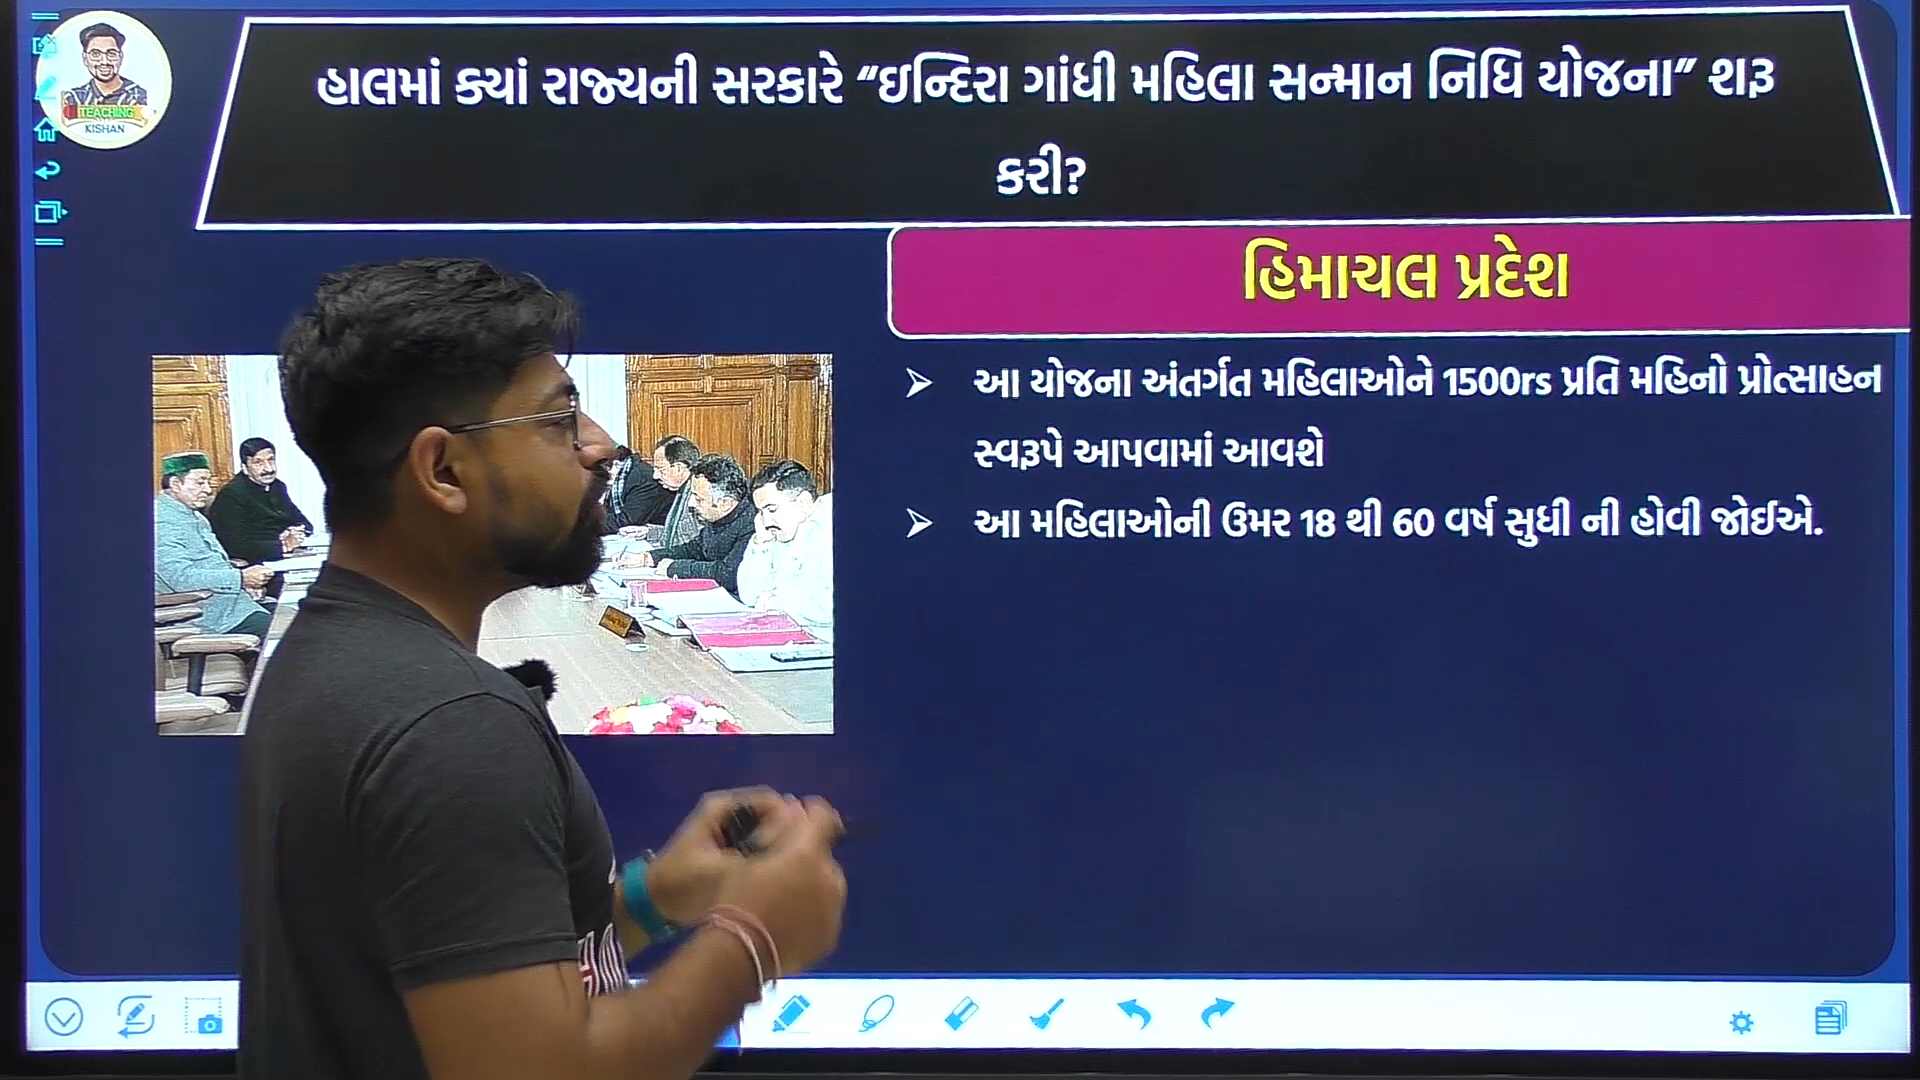 TEACHING
KISHAN
હાલમાં ક્યાં રાજ્યની સરકારે “ઇન્દિરા ગાંધી મહિલા સન્માન નિધિ યોજના” શરૂ
કરી?
હિમાચલ પ્રદેશ
➢ આ યોજના અંતર્ગત મહિલાઓને 1500rs પ્રતિ મહિનો પ્રોત્સાહન
સ્વરૂપે આપવામાં આવશે
➢ આ મહિલાઓની ઉમર 18 થી 60 વર્ષ સુધી ની હોવી જોઈએ.